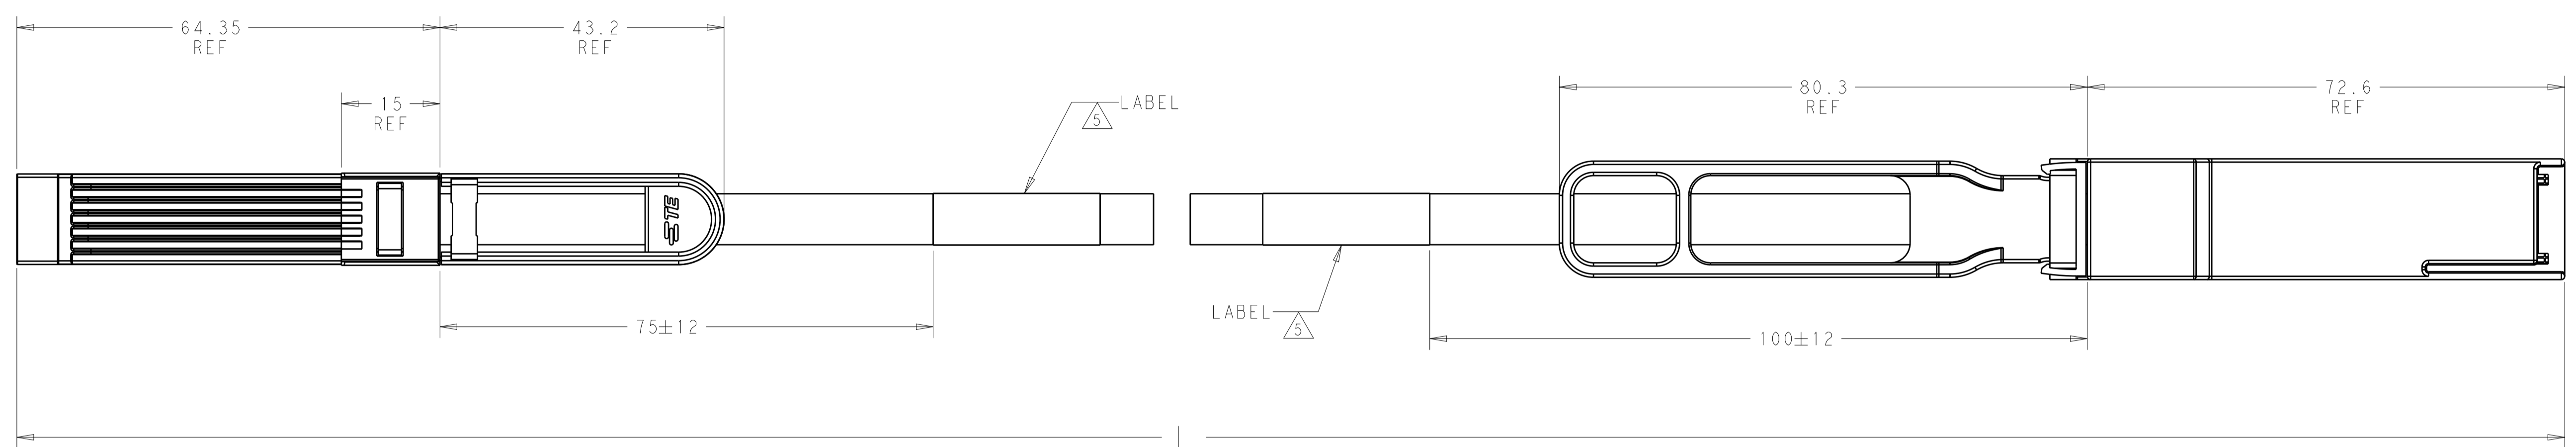 64.35
REF
43.2
REF
15
REF
5
LABEL
80.3
REF
72.6
REF
TE
75±12
LABEL
5
100±12